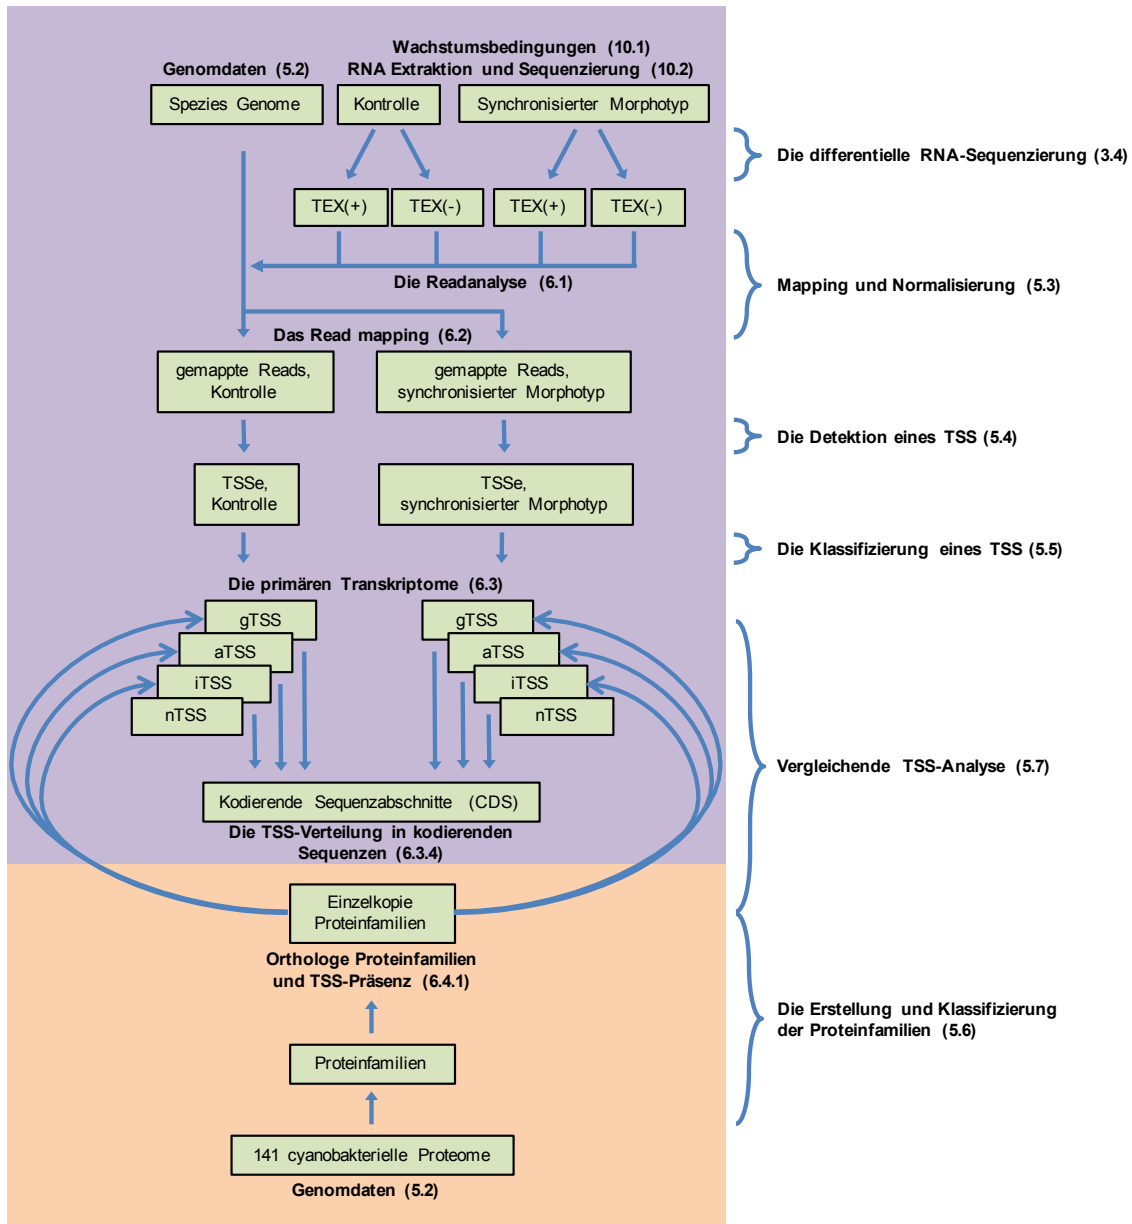 Wachstumsbedingungen (10.1)
Genomdaten (5.2)
RNA Extraktion und Sequenzierung (10.2)
Spezies Genome
Kontrolle
Synchronisierter Morphotyp
Die differentielle RNA-Sequenzierung (3.4)
TEX(+)
TEX(-)
TEX(+)
TEX(-)
Die Readanalyse (6.1)
Mapping und Normalisierung (5.3)
Das Read mapping (6.2)
gemappte Reads,
Kontrolle
gemappte Reads,
synchronisierter Morphotyp
Die Detektion eines TSS (5.4)
TSSe,
Kontrolle
TSSe,
synchronisierter Morphotyp
Die Klassifizierung eines TSS (5.5)
Die primären Transkriptome (6.3)
gTSS
aTSS
iTSS
nTSS
gTSS
aTSS
iTSS
nTSS
Vergleichende TSS-Analyse (5.7)
Kodierende Sequenzabschnitte (CDS)
Die TSS-Verteilung in kodierenden
Sequenzen (6.3.4)
Einzelkopie
Proteinfamilien
Orthologe Proteinfamilien
und TSS-Präsenz (6.4.1)
Die Erstellung und Klassifizierung
der Proteinfamilien (5.6)
Proteinfamilien
141 cyanobakterielle Proteome
Genomdaten (5.2)